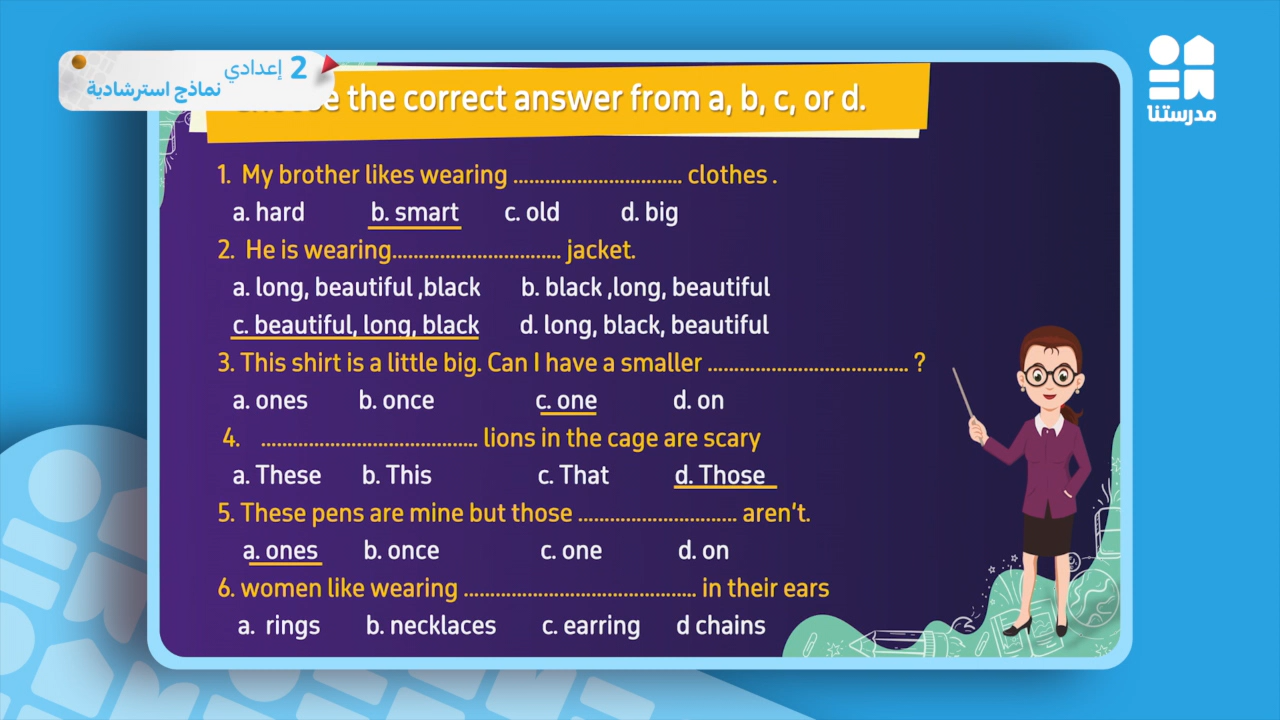 2 إعدادي
نماذج استرشادية
مدرستنا
the correct answer from a, b, c, or d.
1. My brother likes wearing ................................ clothes .
a. hard b. smart c. old d. big
2. He is wearing................................ jacket.
a. long, beautiful ,black b. black ,long, beautiful
c. beautiful, long, black d. long, black, beautiful
3. This shirt is a little big. Can I have a smaller ...................................... ?
a. ones b. once c. one d. on
4. ......................................... lions in the cage are scary
a. These b. This c. That d. Those
5. These pens are mine but those .............................. aren't.
a. ones b. once c. one d. on
6. women like wearing ............................................ in their ears
a. rings b. necklaces c. earring d chains